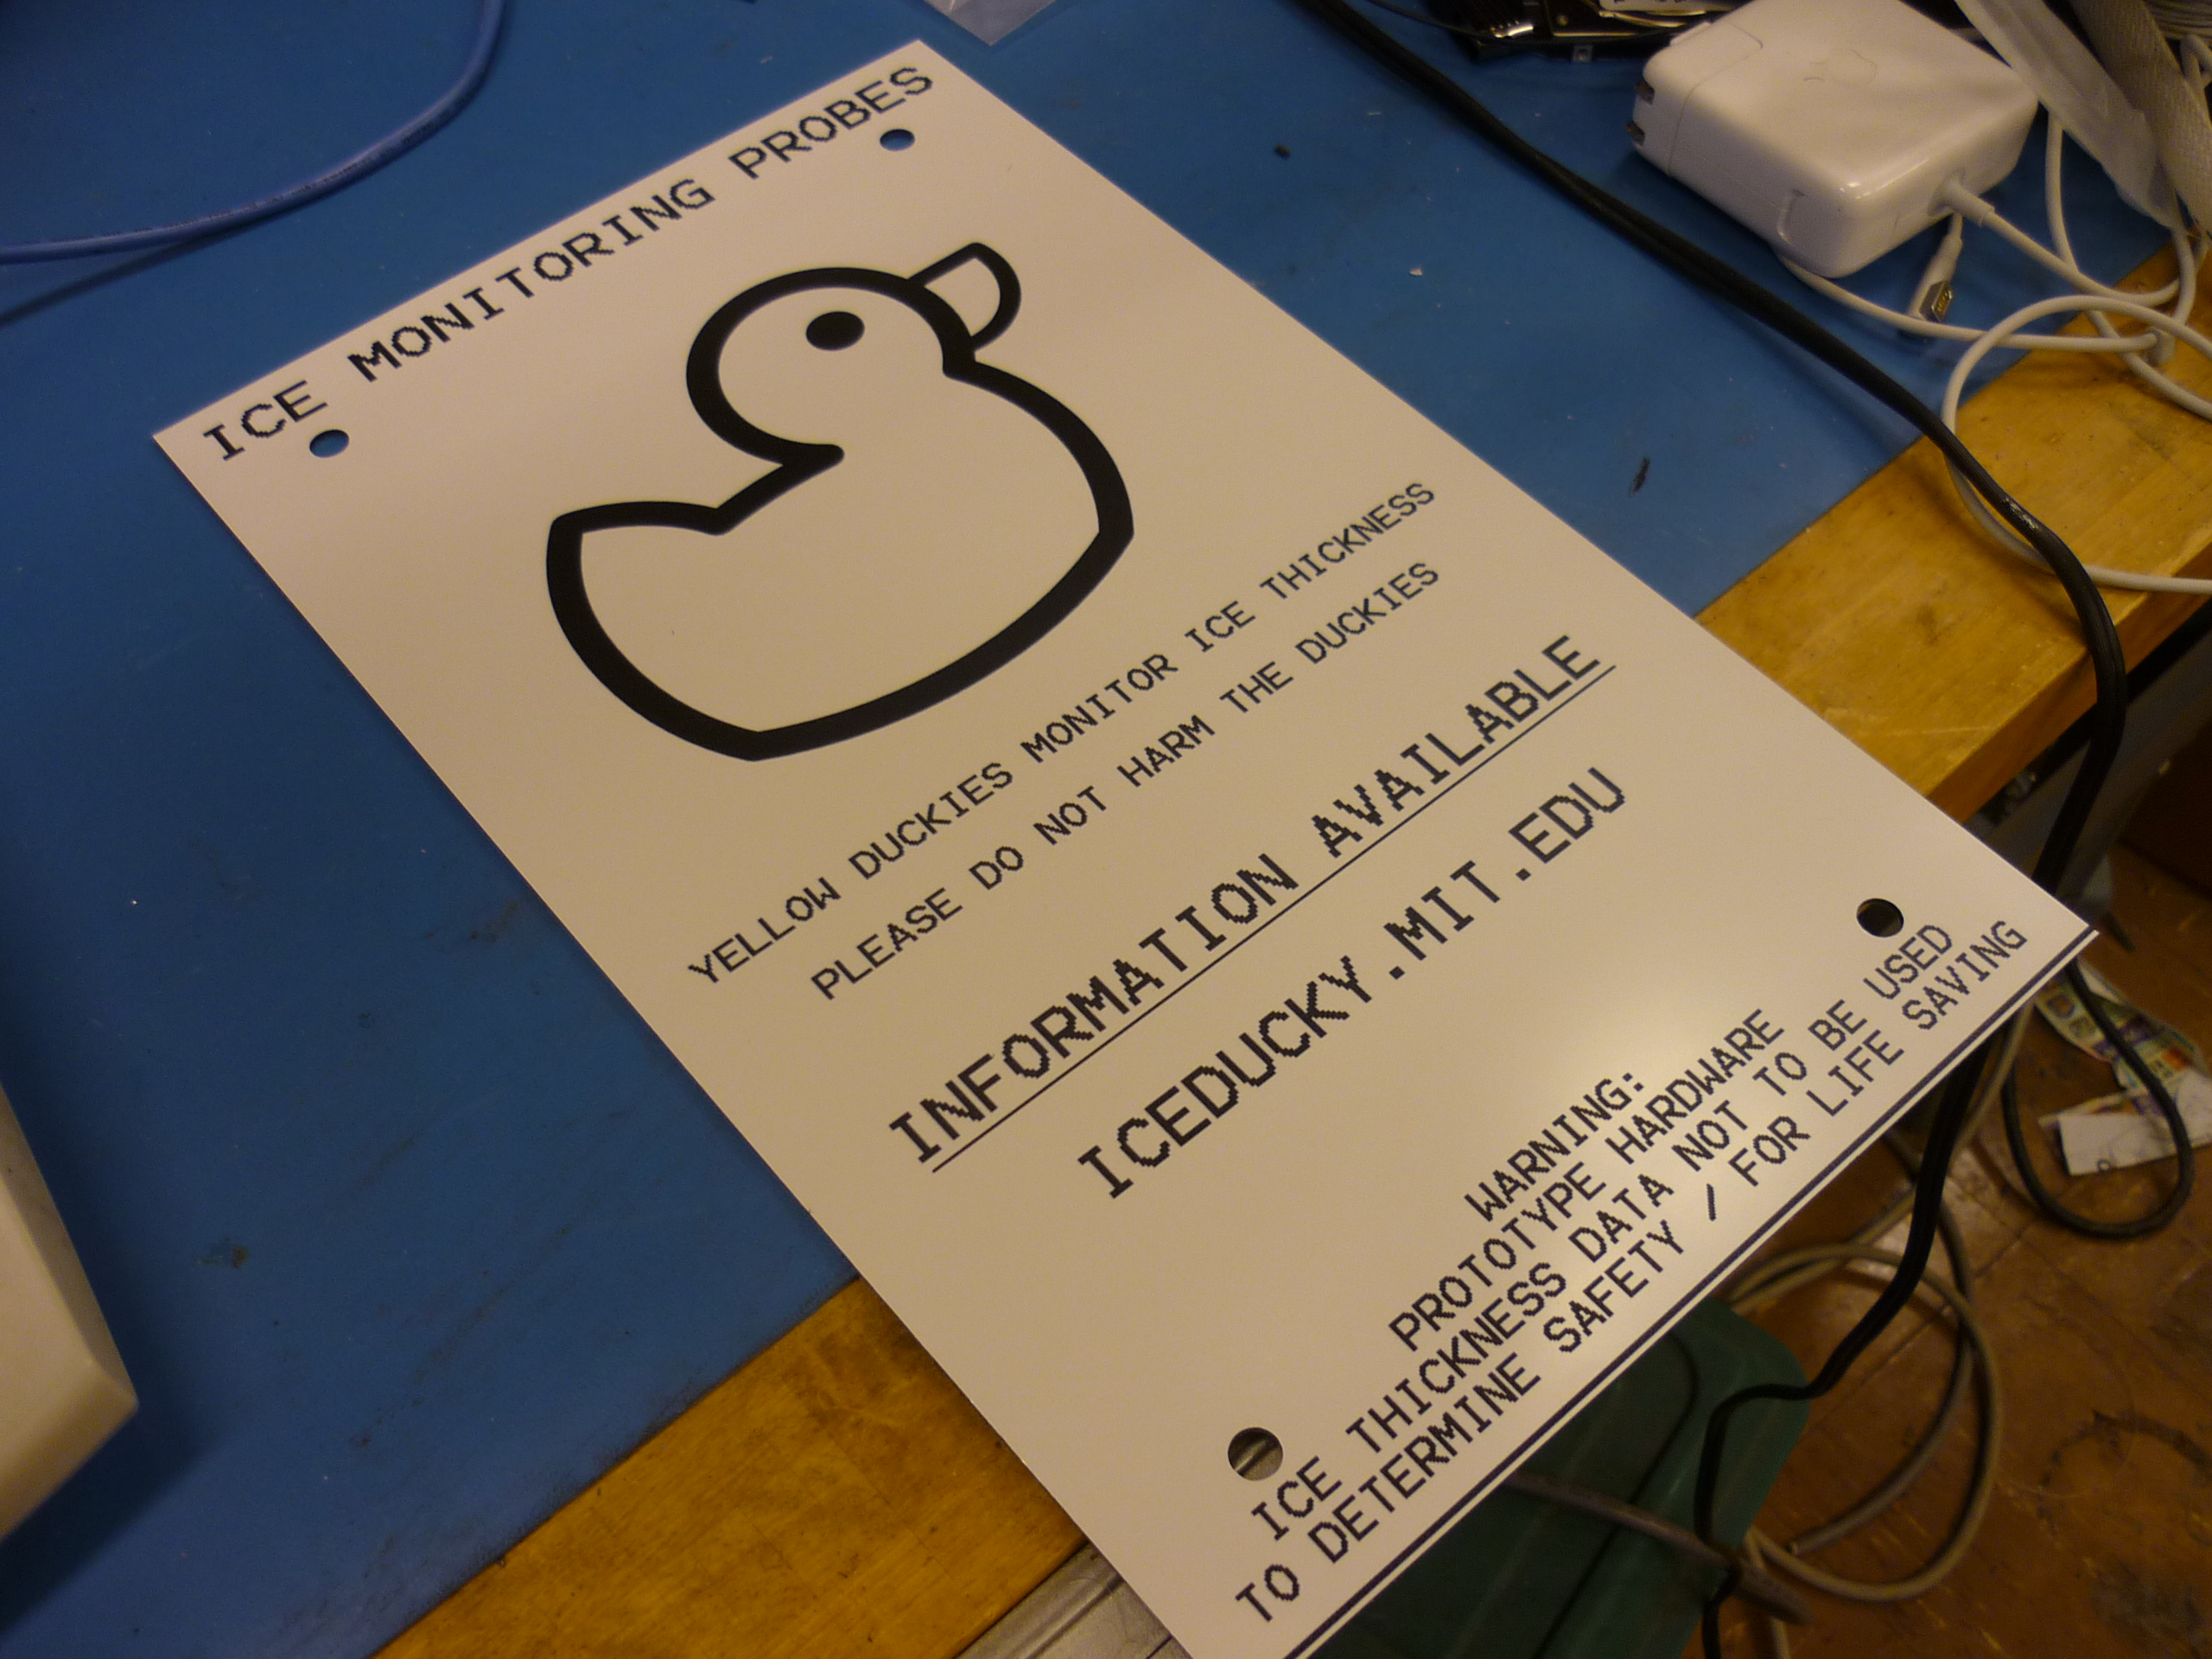 ICE MONITORING PROBES
YELLOW DUCKIES MONITOR ICE THICKNESS
PLEASE DO NOT HARM THE DUCKIES
INFORMATION AVAILABLE
ICEDUCKY.MIT.EDU
WARNING:
PROTOTYPE HARDWARE
ICE THICKNESS DATA NOT TO BE USED
TO DETERMINE SAFETY / FOR LIFE SAVING